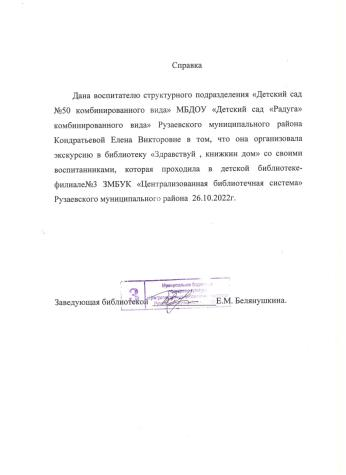 Справка
Дана воспитателю структурного подразделения «Детский сад
№50 комбинированного вида» МБДОУ «Детский сад «Радуга»
комбинированного вида» Рузаевского муниципального района
Кондратьевой Елена Викторовне в том, что она организовала
экскурсию в библиотеку «Здравствуй , книжкин дом» со своими
воспитанниками, которая проходила в детской библиотеке-
филиале№3 ЗМБУК «Централизованная библиотечная система»
Рузаевского муниципального района 26.10.2022г.
3
Заведующая библиотекой Е.М. Белянушкина.